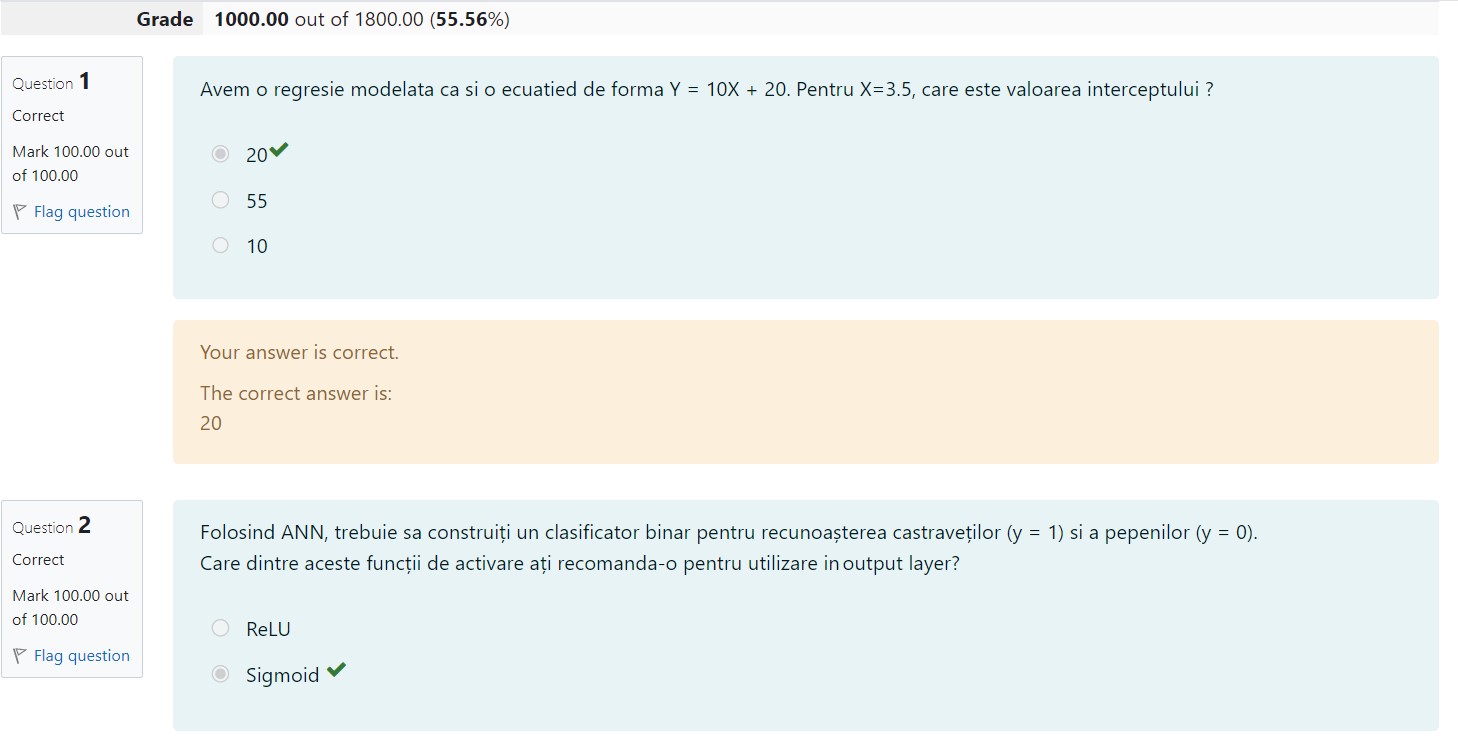 Grade 1000.00 out of 1800.00 (55.56%)
Question 1
Correct
Mark 100.00 out
of 100.00
Flag question
Avem o regresie modelata ca si o ecuatied de forma Y = 10X + 20. Pentru X=3.5, care este valoarea interceptului ?
20
55
10
Your answer is correct.
The correct answer is:
20
Question 2
Correct
Mark 100.00 out
of 100.00
Flag question
Folosind ANN, trebuie sa construiți un clasificator binar pentru recunoașterea castraveților (y = 1) si a pepenilor (y = 0).
Care dintre aceste funcții de activare ați recomanda-o pentru utilizare in output layer?
ReLU
Sigmoid